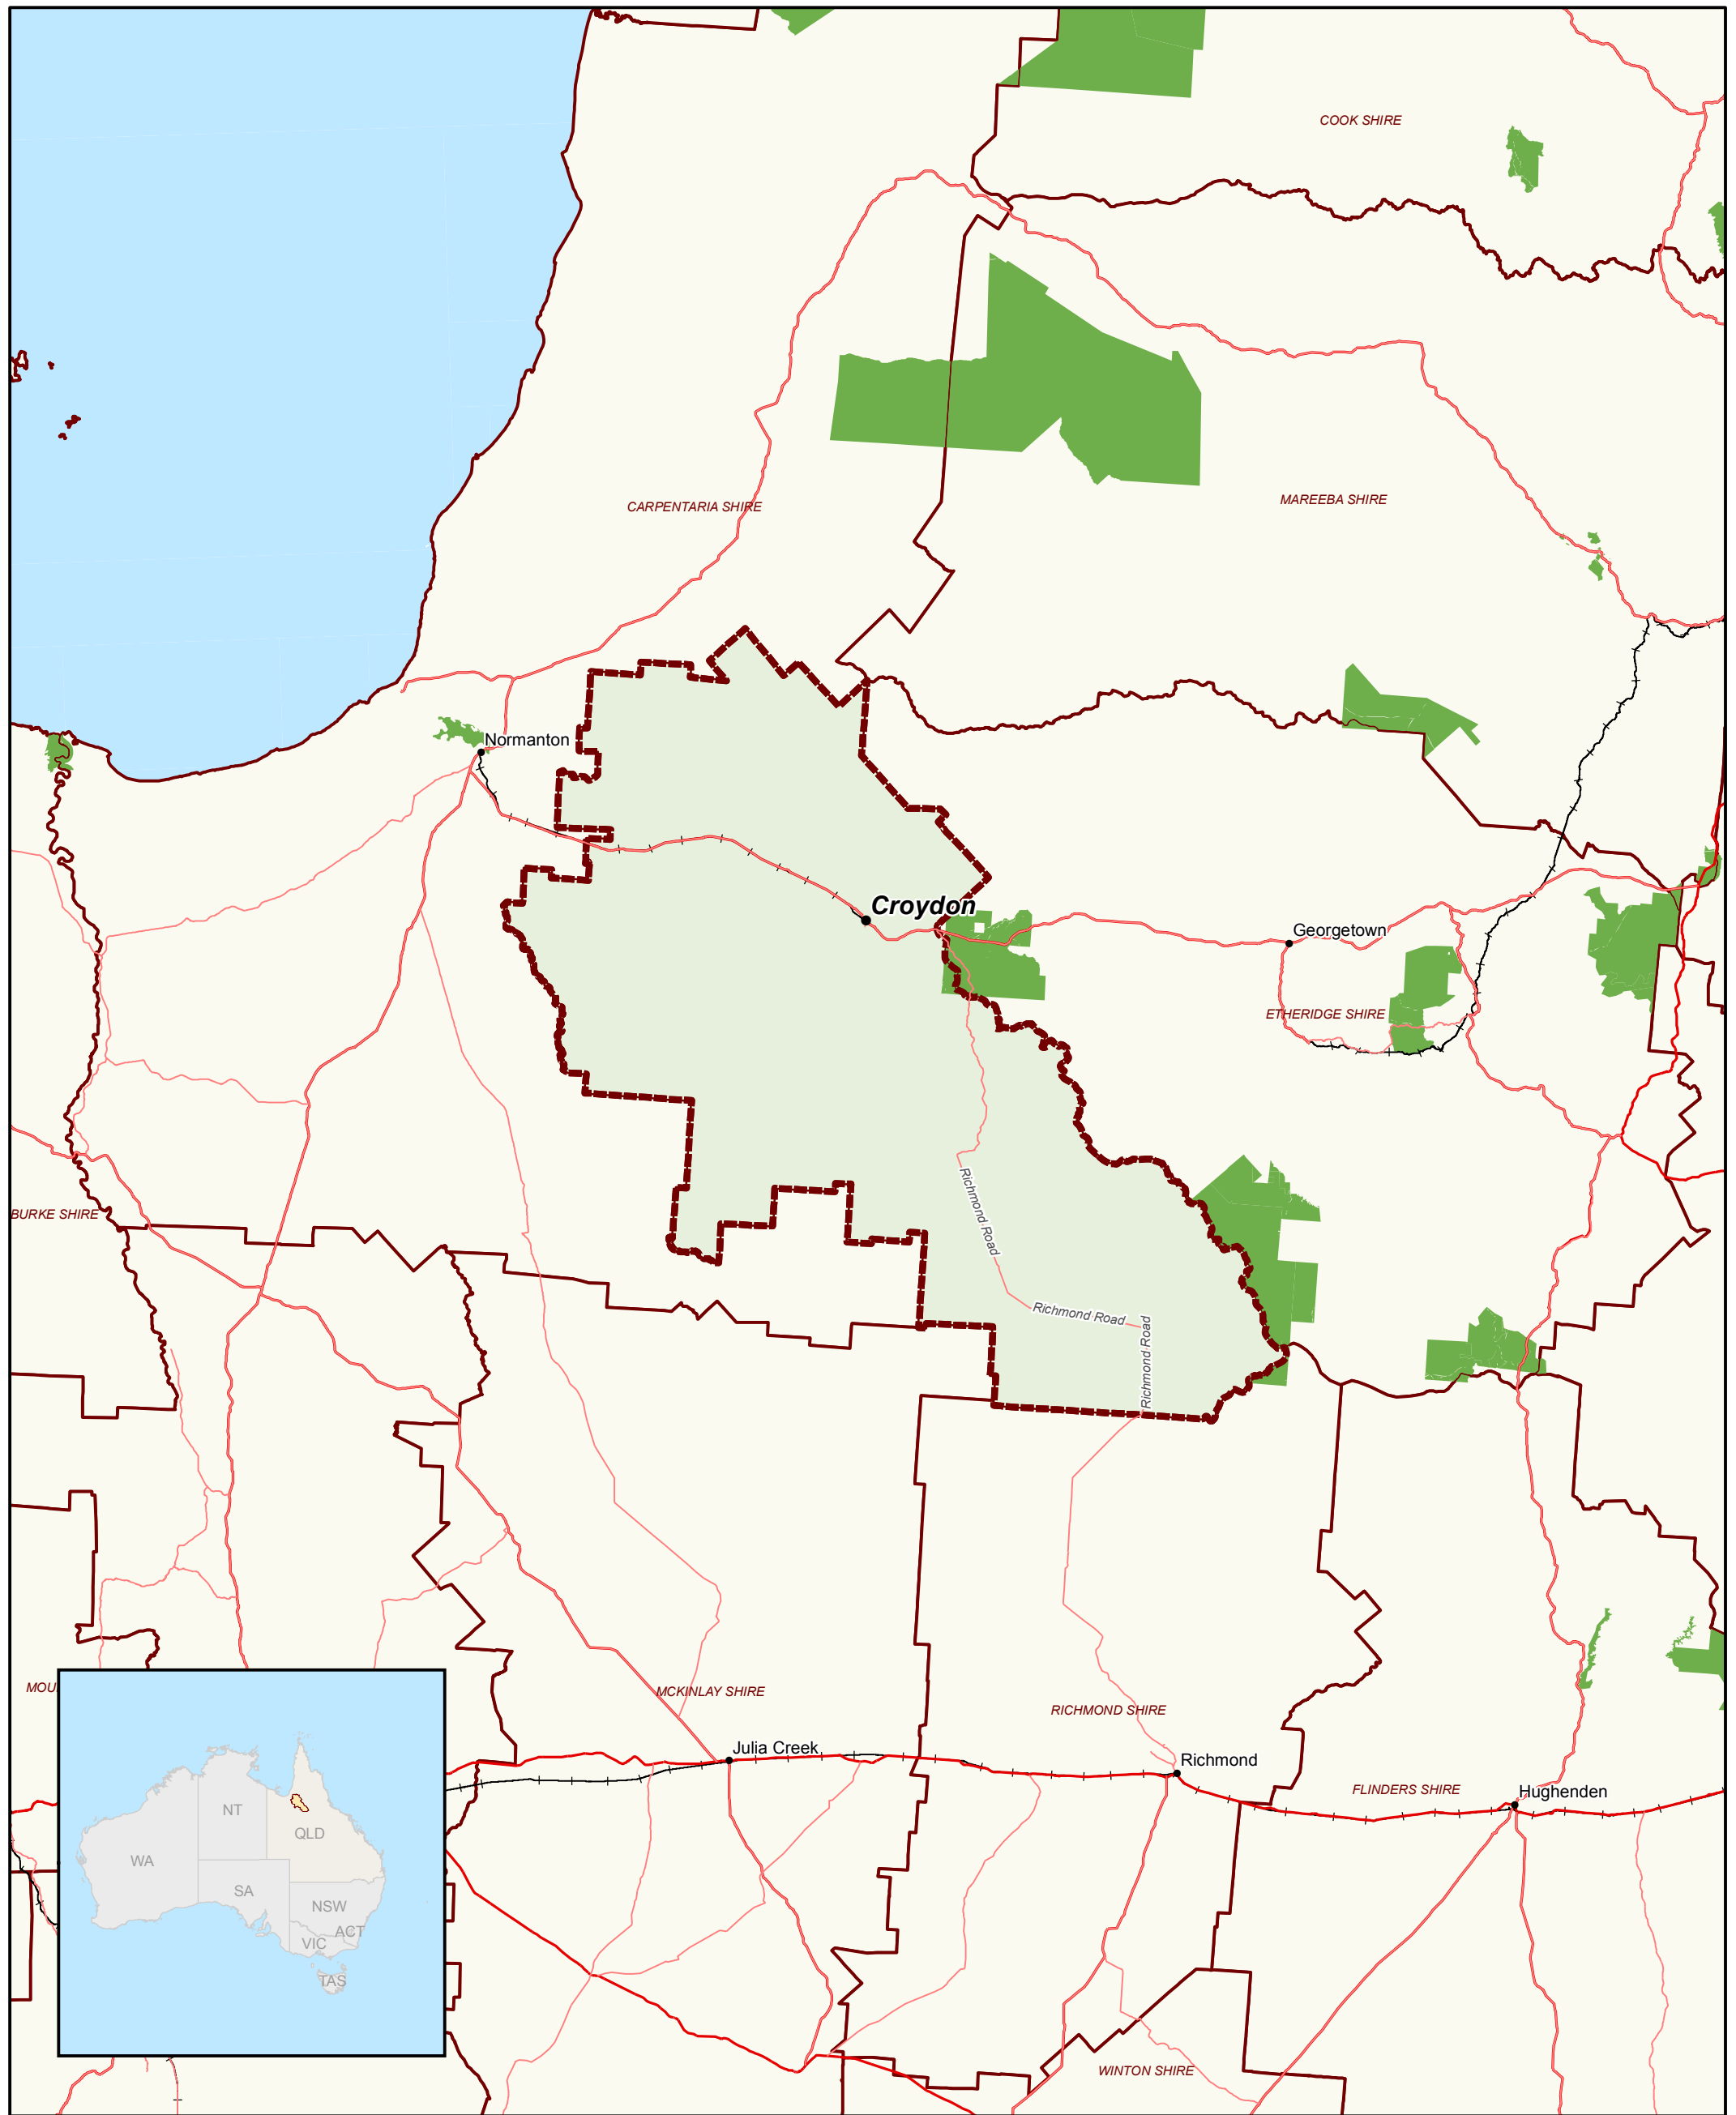 COOK SHIRE
CARPENTARIA SHIRE
MAREEBA SHIRE
Normanton
Croydon
Georgetown
ETHERIDGE SHIRE
Richmond Road
BURKE SHIRE
Richmond Road
Richmond Road
MOU
MCKINLAY SHIRE
RICHMOND SHIRE
Julia Creek
Richmond
FLINDERS SHIRE
Hughenden
NT
QLD
WA
SA
NSW
ACT
VIC
TAS
WINTON SHIRE